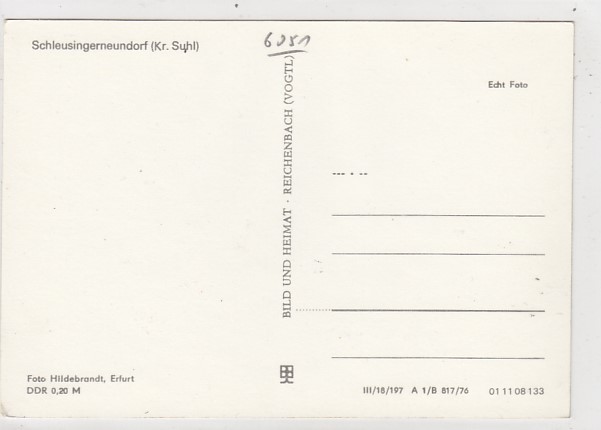 Schleusingerneundorf (Kr. Suhl)
6051
Echt Foto
BILD UND HEIMAT · REICHENBACH (VOGTL)
Foto Hildebrandt, Erfurt
DDR 0,20 M
III/18/197 A 1/B 817/76 01 11 08 133